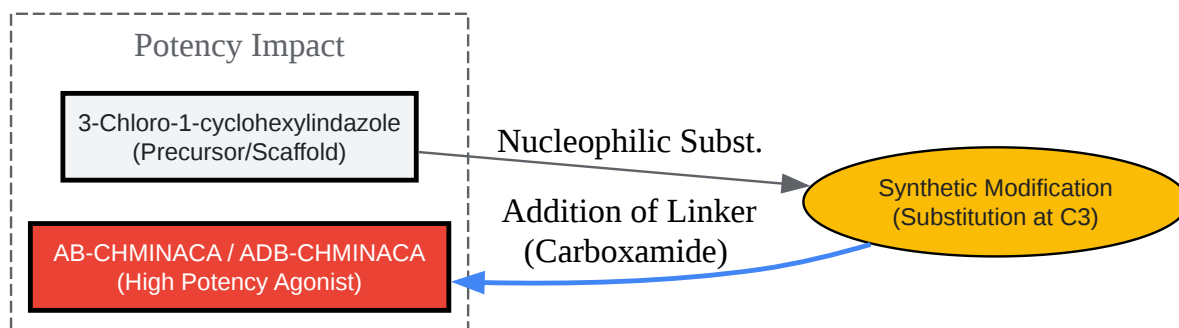 Potency Impact
3-Chloro-1-cyclohexylindazole
(Precursor/Scaffold)
Nucleophilic Subst.
Synthetic Modification
(Substitution at C3)
Addition of Linker
(Carboxamide)
AB-CHMINACA / ADB-CHMINACA
(High Potency Agonist)